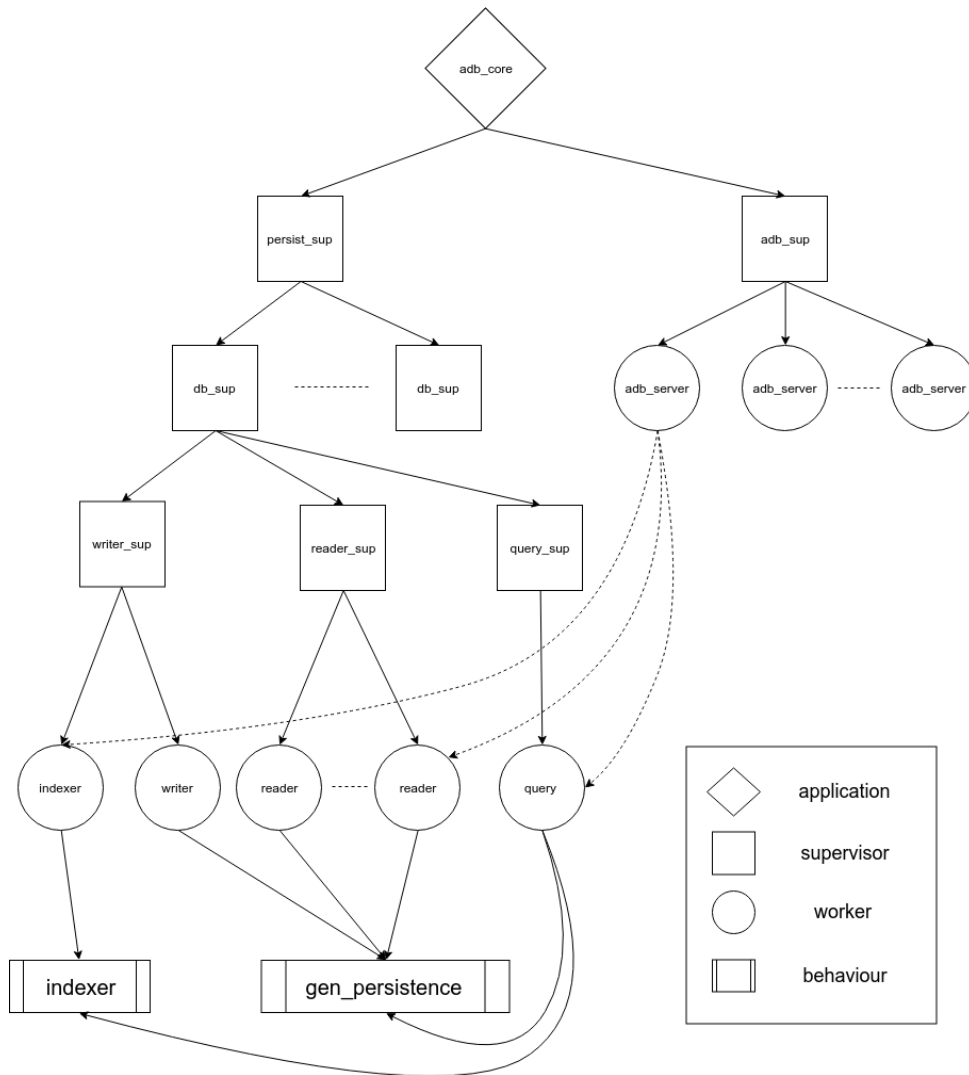 adb_core
persist_sup
adb_sup
db_sup
db_sup
adb_server
adb_server
adb_server
writer_sup
reader_sup
query_sup
indexer
writer
reader
reader
query
application
supervisor
worker
behaviour
indexer
gen_persistence